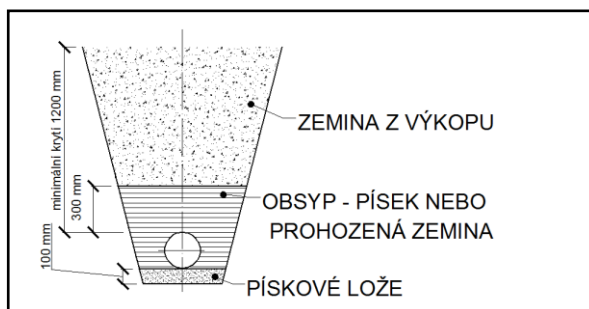 minimální krytí 1200 mm
300 mm
100 mm
ZEMINA Z VÝKOPU
OBSYP - PÍSEK NEBO
PROHOZENÁ ZEMINA
PÍSKOVÉ LOŽE